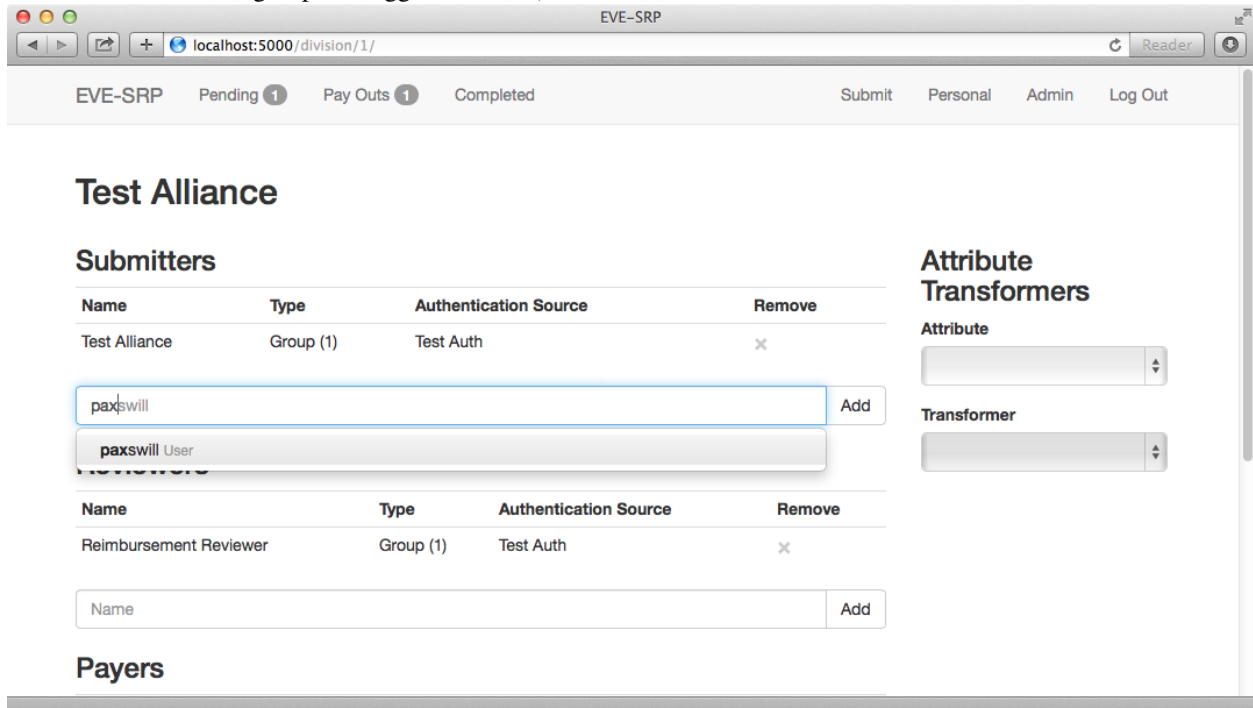 EVE-SRP
localhost:5000/division/1/
Reader
EVE-SRP Pending 1 Pay Outs 1 Completed Submit Personal Admin Log Out
Test Alliance
Submitters
Name Type Authentication Source Remove
Test Alliance Group (1) Test Auth
paxswill Add
paxswill User
Reviewers
Name Type Authentication Source Remove
Reimbursement Reviewer Group (1) Test Auth
Name Add
Payers
Attribute
Transformers
Attribute
Transformer